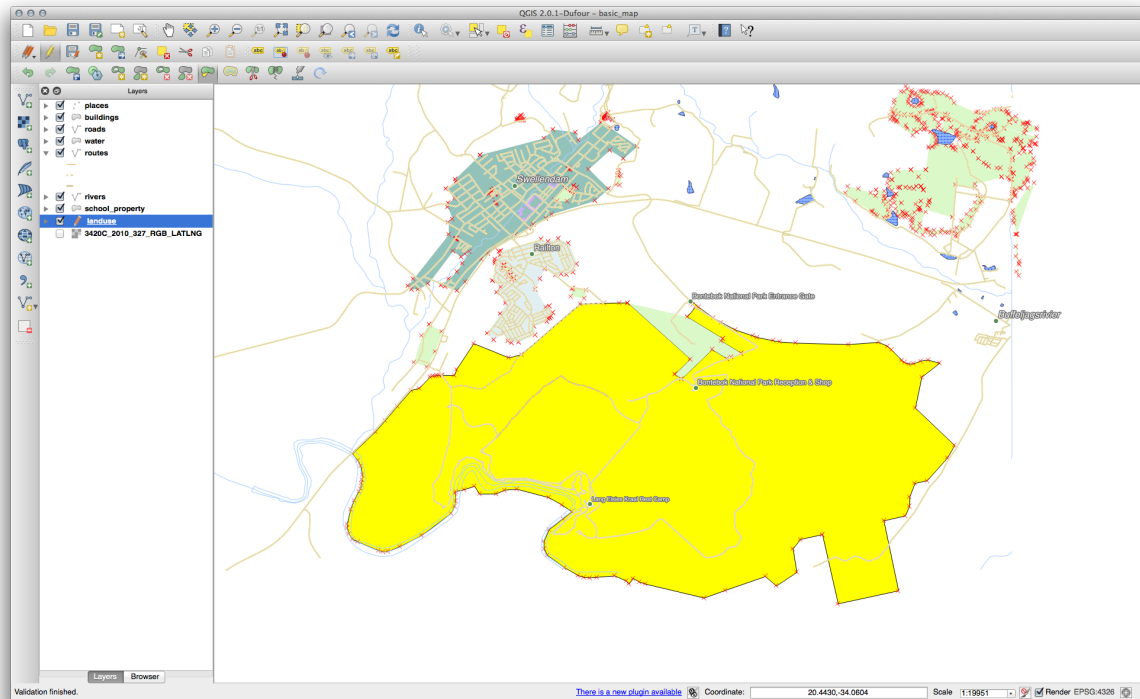 QGIS 2.0.1-Dufour - basic_map
Layers
places
buildings
roads
water
routes
rivers
school_property
landuse
3420C_2010_327_RGB_LATLNG
Swellendam
Railton
Bontebok National Park Entrance Gate
Buffeljagsrivier
Bontebok National Park Reception & Shop
Lang Elsies Kraal Rest Camp
Layers
Browser
Validation finished.
There is a new plugin available
Coordinate:
20.4430,-34.0604
Scale
1:19951
Render
EPSG:4326